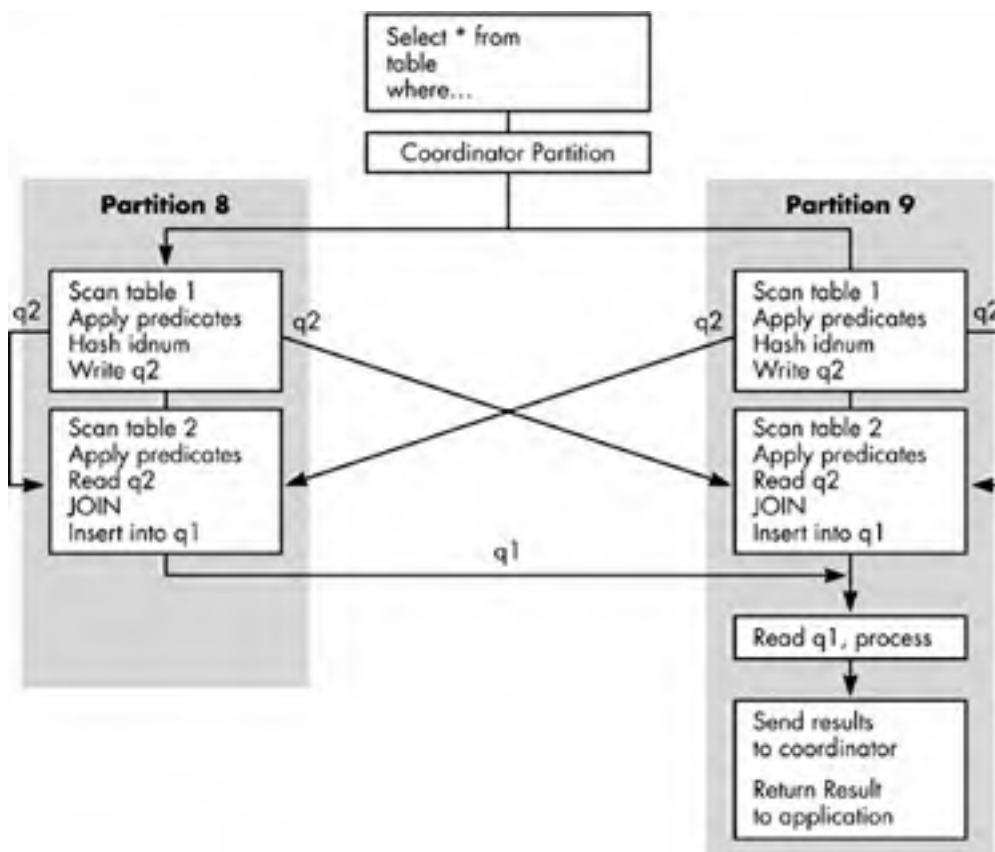 Select * from
table
where...
Coordinator Partition
Partition 8
Partition 9
q2
Scan table 1
Apply predicates
Hash idnum
Write q2
q2
q2
Scan table 1
Apply predicates
Hash idnum
Write q2
q2
Scan table 2
Apply predicates
Read q2
JOIN
Insert into q1
Scan table 2
Apply predicates
Read q2
JOIN
Insert into q1
q1
Read q1, process
Send results
to coordinator
Return Result
to application